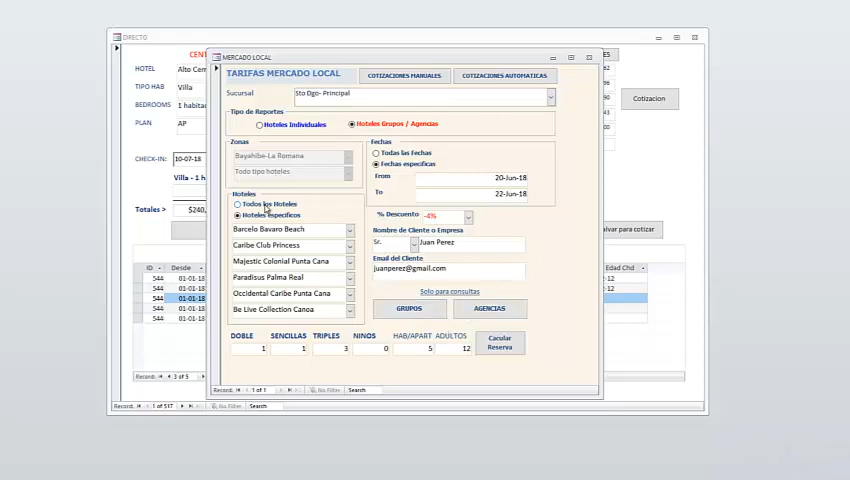 DIRECTO
MERCADO LOCAL
CENT
ES
HOTEL
Alto Cem
TIPO HAB
Villa
BEDROOMS
1 habitac
PLAN
AP
CHECK-IN:
10-07-18
Villa - 1 h
Totales >
$240,
Cotizacion
alvar para cotizar
TARIFAS MERCADO LOCAL
COTIZACIONES MANUALES
COTIZACIONES AUTOMATICAS
Sucursal
Sto Dgo- Principal
Tipo de Reportes
Hoteles Individuales
Hoteles Grupos / Agencias
Zonas
Bayahibe-La Romana
Todo tipo hoteles
Fechas
Todas las Fechas
Fechas especificas
From
20-Jun-18
To
22-Jun-18
Hoteles
Todos los Hoteles
Hoteles especificos
Barcelo Bavaro Beach
Caribe Club Princess
Majestic Colonial Punta Cana
Paradisus Palma Real
Occidental Caribe Punta Cana
Be Live Collection Canoa
% Descuento
-4%
Nombre de Cliente o Empresa
Sr.
Juan Perez
Email del Cliente
juanperez@gmail.com
Solo para consultas
GRUPOS
AGENCIAS
DOBLE SENCILLAS TRIPLES NINOS HAB/APART ADULTOS
1 1 3 0 5 12
Cacular
Reserva
Record: 1 of 1 No Filter Search
ID Desde
544 01-01-18
544 01-01-18
544 01-01-18
544 01-01-18
544 01-01-18
Edad Chd
Record: 3 of 5
Record: 1 of 517 No Filter Search